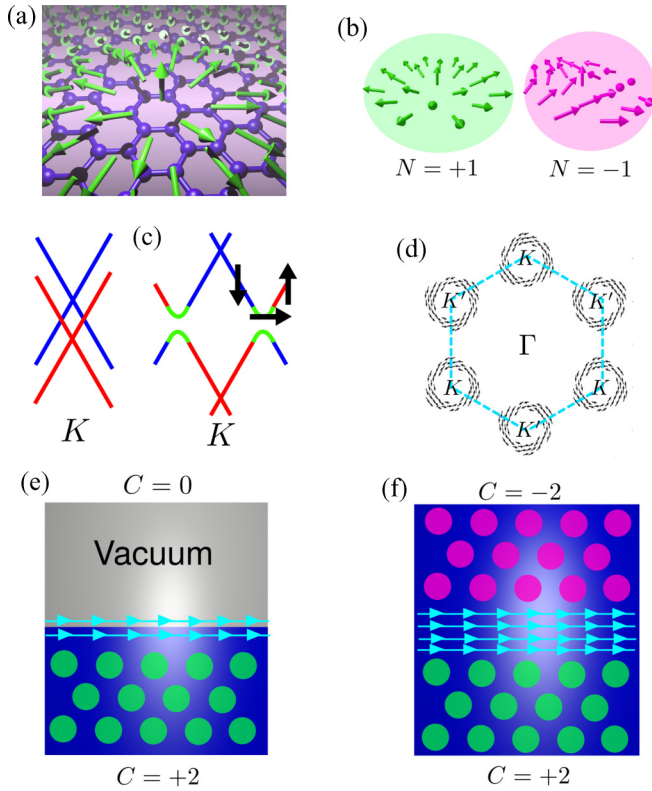 (a)
(b)
N = +1
N = −1
(c)
K
K
(d)
K
K'
K'
Γ
K
K
K'
(e)
C = 0
Vacuum
C = +2
(f)
C = −2
C = +2